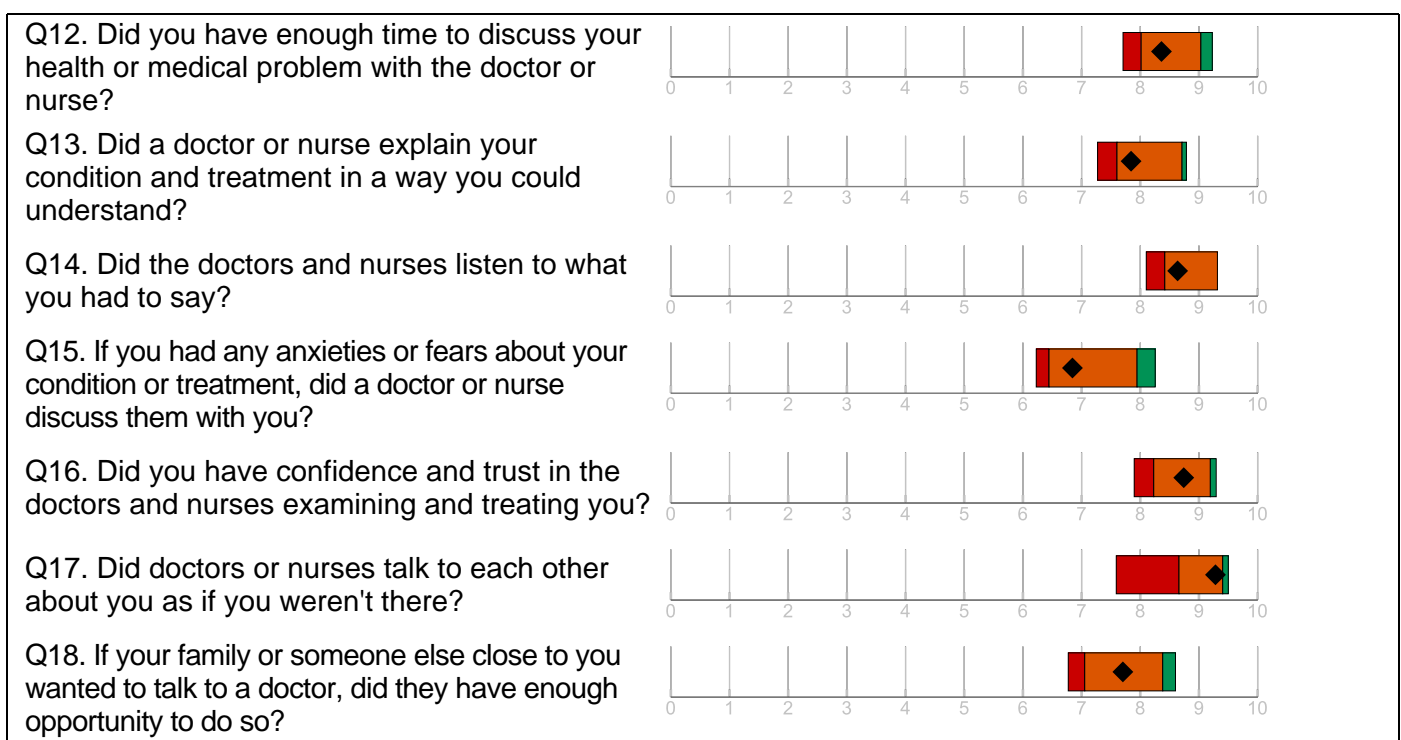 Q12. Did you have enough time to discuss your
health or medical problem with the doctor or
nurse?
0 1 2 3 4 5 6 7 8 9 10
Q13. Did a doctor or nurse explain your
condition and treatment in a way you could
understand?
0 1 2 3 4 5 6 7 8 9 10
Q14. Did the doctors and nurses listen to what
you had to say?
0 1 2 3 4 5 6 7 8 9 10
Q15. If you had any anxieties or fears about your
condition or treatment, did a doctor or nurse
discuss them with you?
0 1 2 3 4 5 6 7 8 9 10
Q16. Did you have confidence and trust in the
doctors and nurses examining and treating you?
0 1 2 3 4 5 6 7 8 9 10
Q17. Did doctors or nurses talk to each other
about you as if you weren't there?
0 1 2 3 4 5 6 7 8 9 10
Q18. If your family or someone else close to you
wanted to talk to a doctor, did they have enough
opportunity to do so?
0 1 2 3 4 5 6 7 8 9 10